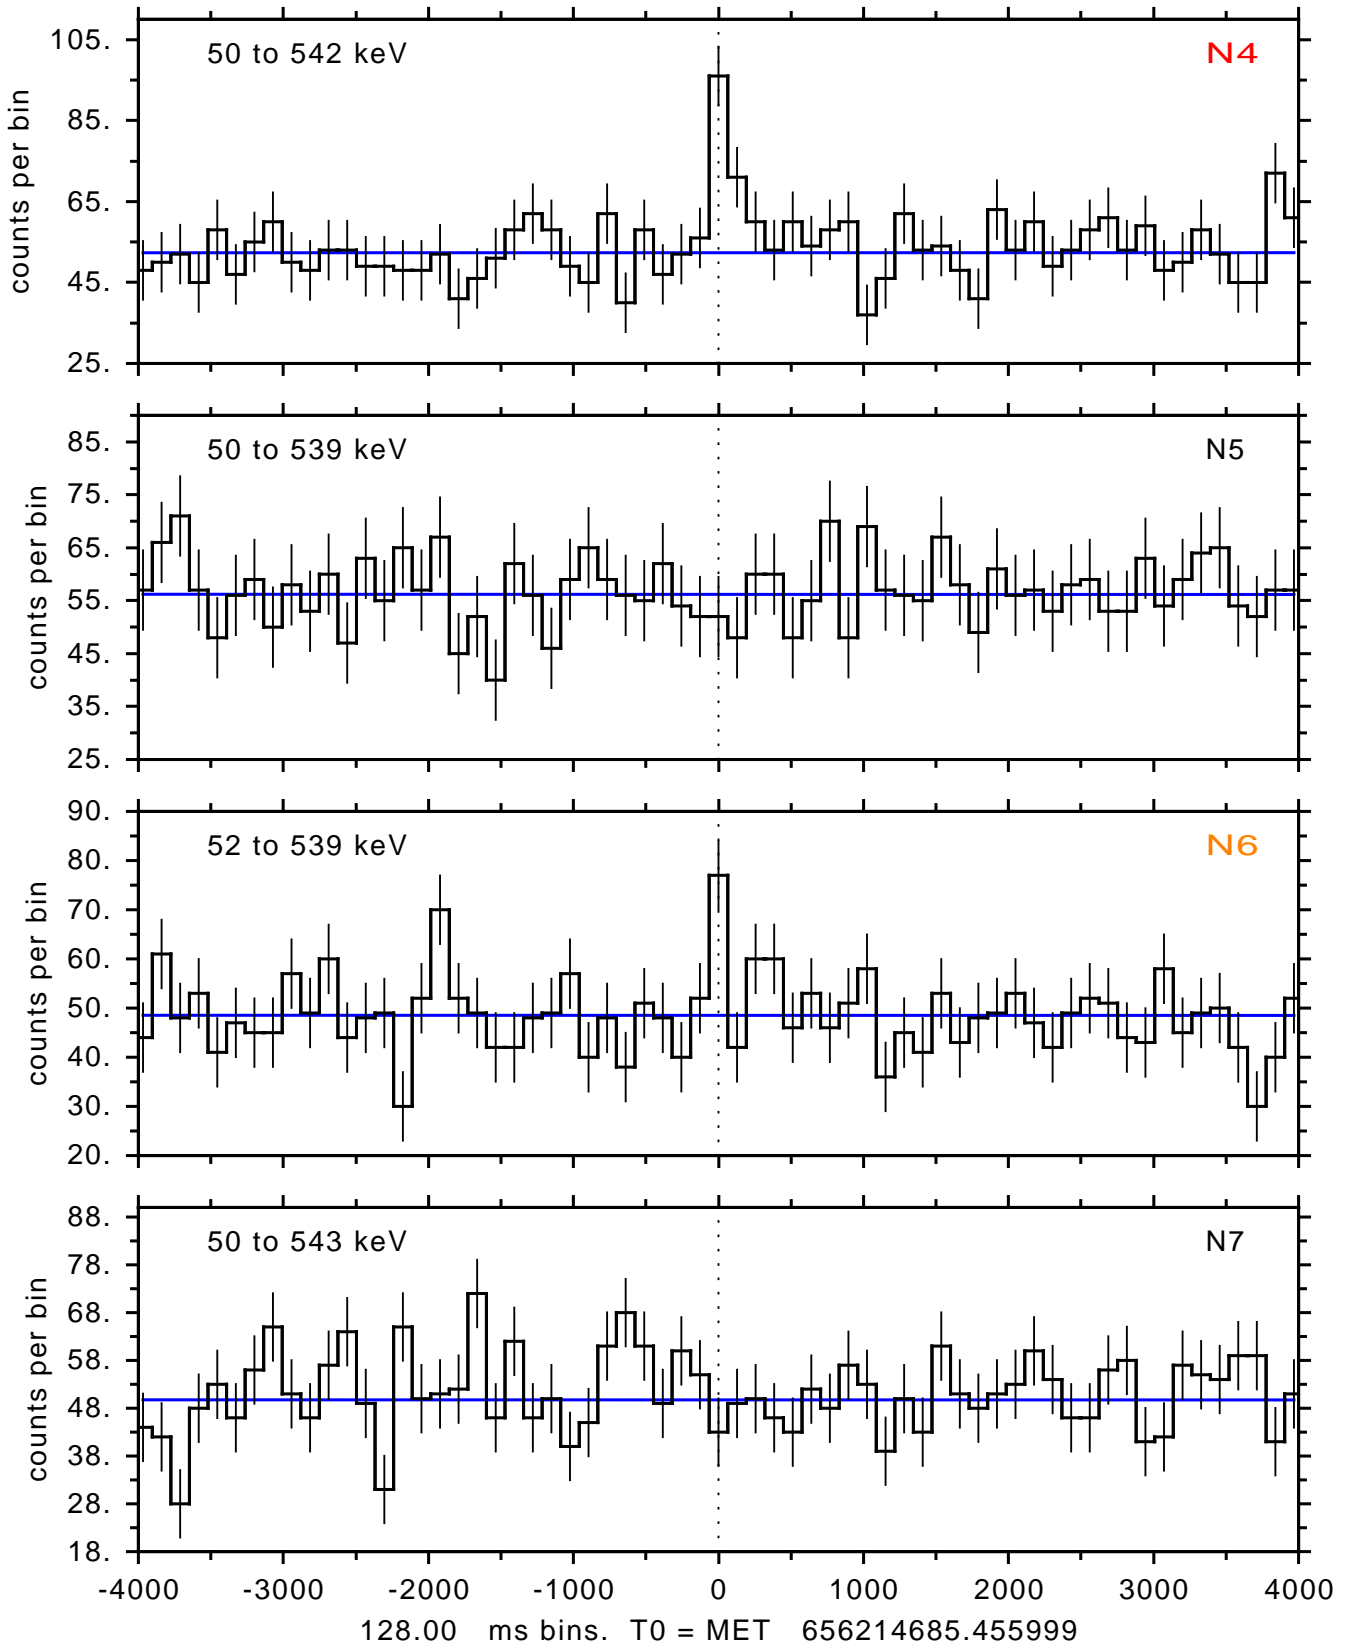 105.
85.
65.
45.
25.
counts per bin
50 to 542 keV
N4
85.
75.
65.
55.
45.
35.
25.
counts per bin
50 to 539 keV
N5
90.
80.
70.
60.
50.
40.
30.
20.
counts per bin
52 to 539 keV
N6
88.
78.
68.
58.
48.
38.
28.
18.
counts per bin
50 to 543 keV
N7
-4000 -3000 -2000 -1000 0 1000 2000 3000 4000
128.00 ms bins. T0 = MET 656214685.455999